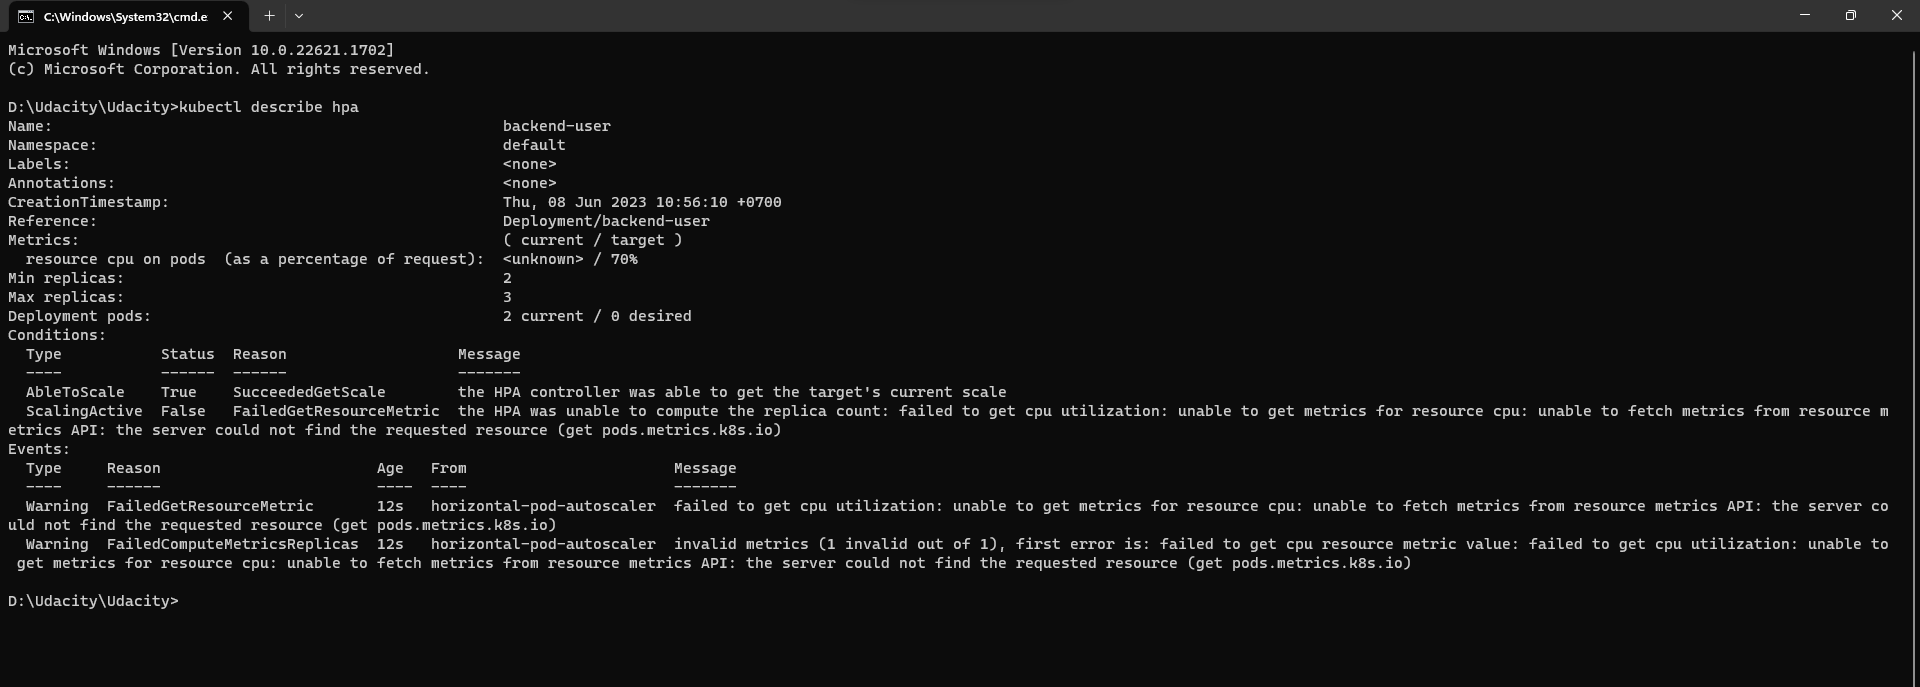 C:\Windows\System32\cmd.e
Microsoft Windows [Version 10.0.22621.1702]
(c) Microsoft Corporation. All rights reserved.
D:\Udacity\Udacity>kubectl describe hpa
Name: backend-user
Namespace: default
Labels: <none>
Annotations: <none>
CreationTimestamp: Thu, 08 Jun 2023 10:56:10 +0700
Reference: Deployment/backend-user
Metrics: ( current / target )
resource cpu on pods (as a percentage of request): <unknown> / 70%
Min replicas: 2
Max replicas: 3
Deployment pods: 2 current / 0 desired
Conditions:
Type Status Reason Message
---- ------ ------ -------
AbleToScale True SucceededGetScale the HPA controller was able to get the target's current scale
ScalingActive False FailedGetResourceMetric the HPA was unable to compute the replica count: failed to get cpu utilization: unable to get metrics for resource cpu: unable to fetch metrics from resource m
etrics API: the server could not find the requested resource (get pods.metrics.k8s.io)
Events:
Type Reason Age From Message
---- ------ ---- ---- -------
Warning FailedGetResourceMetric 12s horizontal-pod-autoscaler failed to get cpu utilization: unable to get metrics for resource cpu: unable to fetch metrics from resource metrics API: the server co
uld not find the requested resource (get pods.metrics.k8s.io)
Warning FailedComputeMetricsReplicas 12s horizontal-pod-autoscaler invalid metrics (1 invalid out of 1), first error is: failed to get cpu resource metric value: failed to get cpu utilization: unable to
get metrics for resource cpu: unable to fetch metrics from resource metrics API: the server could not find the requested resource (get pods.metrics.k8s.io)
D:\Udacity\Udacity>